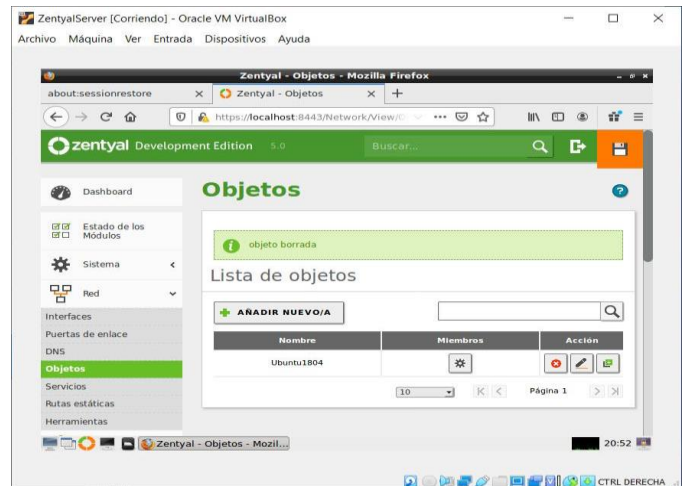 ZentyalServer [Corriendo] - Oracle VM VirtualBox
Archivo Máquina Ver Entrada Dispositivos Ayuda
Zentyal - Objetos - Mozilla Firefox
about:sessionrestore
Zentyal - Objetos
https://localhost:8443/Network/View/
zentyal Development Edition 5.0
Buscar...
Dashboard
Estado de los
Módulos
Sistema
Red
Interfaces
Puertas de enlace
DNS
Objetos
Servicios
Rutas estáticas
Herramientas
Objetos
objeto borrada
Lista de objetos
AÑADIR NUEVO/A
Nombre Miembros Acción
Ubuntu1804
10 Página 1
Zentyal - Objetos - Mozil...
20:52
CTRL DERECHA